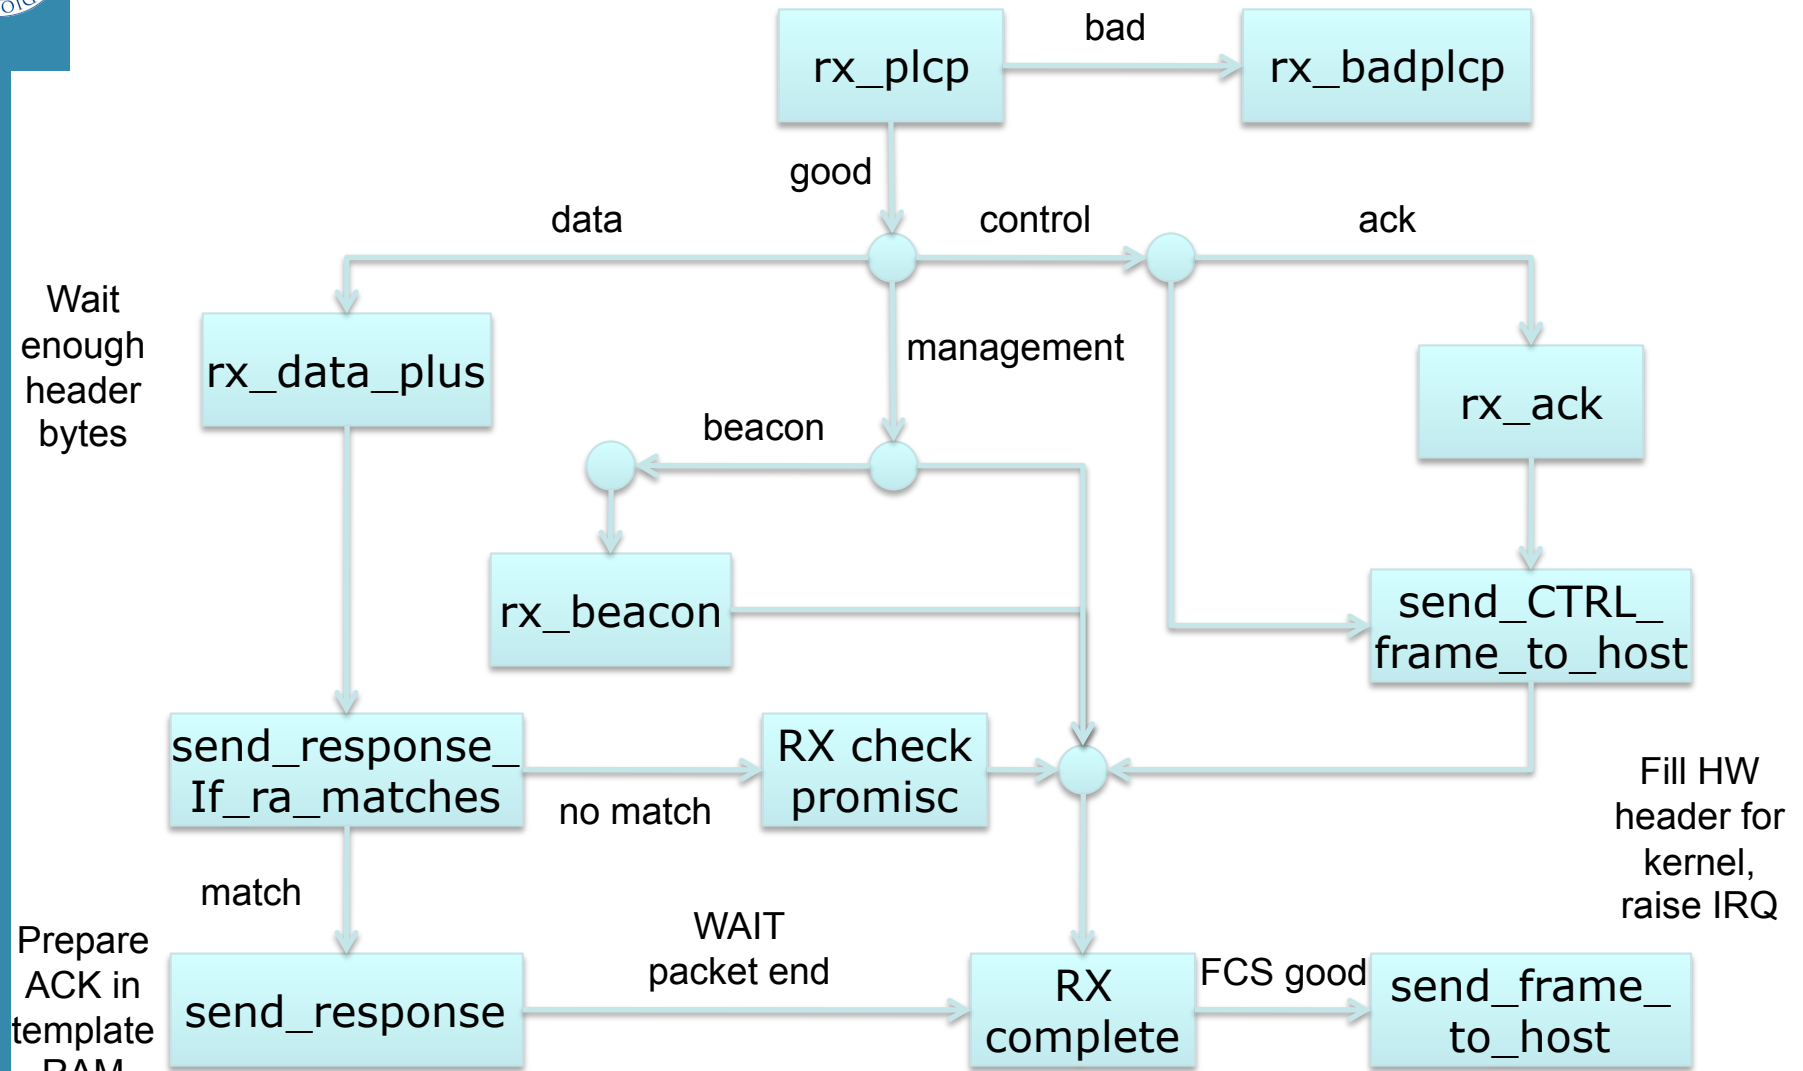 bad
rx_plcp
rx_badplcp
good
data
control
ack
Wait
enough
header
bytes
rx_data_plus
management
rx_ack
beacon
rx_beacon
send_CTRL_
frame_to_host
send_response_
If_ra_matches
no match
RX check
promisc
Fill HW
header for
kernel,
raise IRQ
match
Prepare
ACK in
template
RAM
send_response
WAIT
packet end
RX
complete
FCS good
send_frame_
to_host